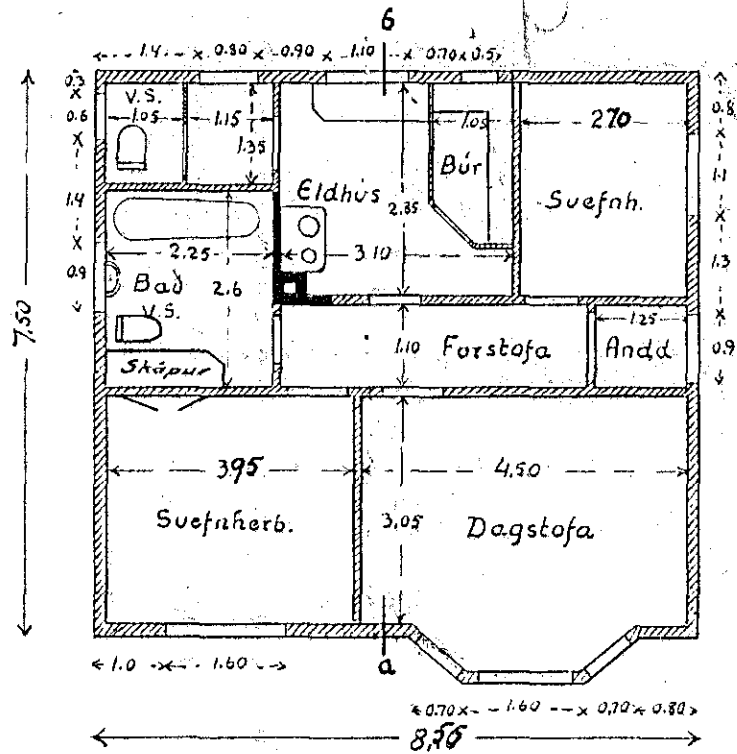 6
1.4 x 0.80 x 0.90 x 1.10 x 0.70 x 0.5
0.3 x 0.6 x 1.4 x 0.9
V.S.
1.05
1.15
1.35
1.05
270
0.8 x 1.1 x 1.3 x 0.9
Eldhús
2.85
Búr
Svefnh.
7,50
2.25
3.10
Bað
2.6
V.S.
Skápur
1.10
Forstofa
1.25
Andd
395
4.50
Svefnherb.
3,05
Dagstofa
1.0 x 1.60
a
0.70 x 1.60 x 0,70 x 0.80